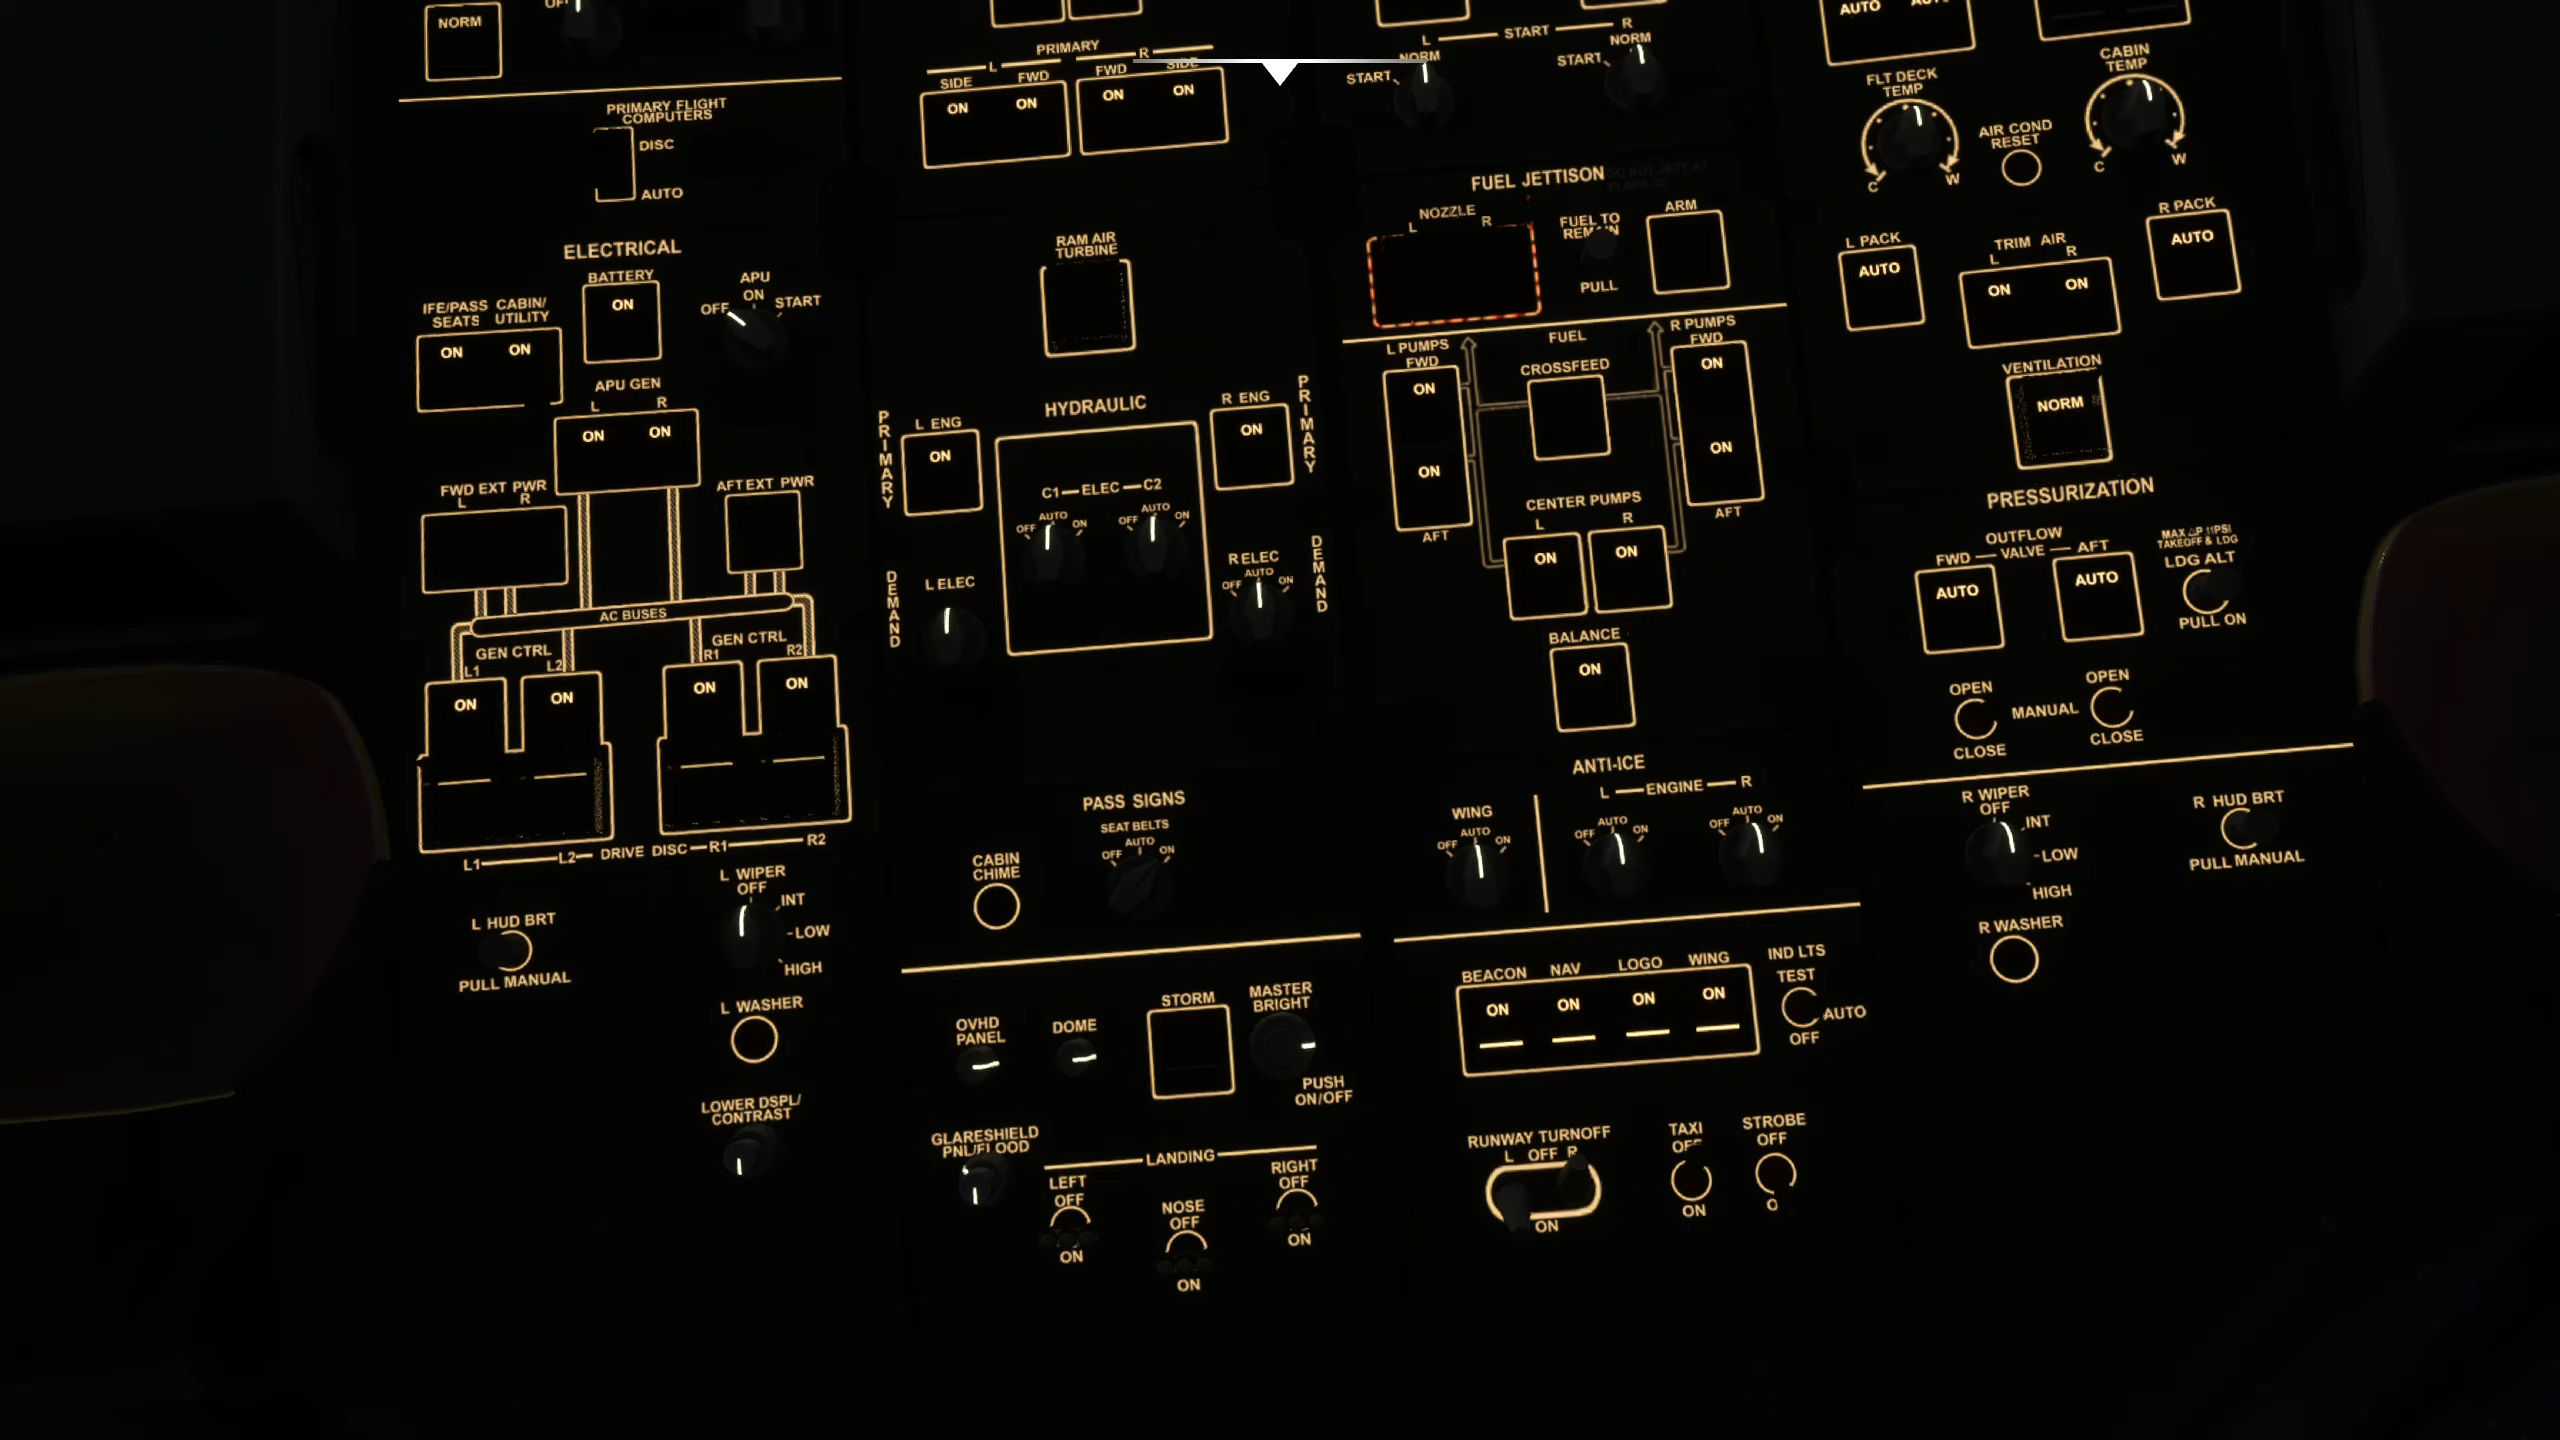 NORM
PRIMARY FLIGHT
COMPUTERS
DISC
AUTO
ELECTRICAL
BATTERY
ON
APU
OFF ON START
IFE/PASS SEATS
CABIN/UTILITY
ON ON
APU GEN
L R
ON ON
FWD EXT PWR
L R
AFT EXT PWR
AC BUSES
GEN CTRL
L1 L2
ON ON
GEN CTRL
R1 R2
ON ON
L1 L2 DRIVE DISC R1 R2
L HUD BRT
PULL MANUAL
L WIPER
OFF
INT
LOW
HIGH
L WASHER
LOWER DSPL/
CONTRAST
PRIMARY
L R
SIDE FWD FWD SIDE
ON ON ON ON
RAM AIR
TURBINE
HYDRAULIC
PRIMARY
L ENG
ON
R ENG
ON
PRIMARY
C1 ELEC C2
OFF AUTO ON
OFF AUTO ON
DEMAND
L ELEC
R ELEC
OFF AUTO ON
DEMAND
PASS SIGNS
SEAT BELTS
OFF AUTO ON
CABIN
CHIME
OVHD
PANEL
DOME
STORM
MASTER
BRIGHT
PUSH
ON/OFF
GLARESHIELD
PNL/FLOOD
LANDING
LEFT
OFF
ON
NOSE
OFF
ON
RIGHT
OFF
ON
L START R
START NORM
START NORM
FUEL JETTISON
NOZZLE
L R
FUEL TO
REMAIN
PULL
ARM
FUEL
L PUMPS
FWD
ON
ON
AFT
CROSSFEED
R PUMPS
FWD
ON
ON
AFT
CENTER PUMPS
L R
ON ON
BALANCE
ON
ANTI-ICE
WING
OFF AUTO ON
L ENGINE R
OFF AUTO ON
OFF AUTO ON
BEACON NAV LOGO WING
ON ON ON ON
IND LTS
TEST
AUTO
OFF
RUNWAY TURNOFF
L OFF R
ON
TAXI
OFF
ON
STROBE
OFF
AUTO
FLT DECK
TEMP
C W
AIR COND
RESET
CABIN
TEMP
C W
L PACK
AUTO
TRIM AIR
L R
ON ON
R PACK
AUTO
VENTILATION
NORM
PRESSURIZATION
OUTFLOW
FWD VALVE AFT
AUTO AUTO
MAX △P .11PSI
TAKEOFF & LDG
LDG ALT
PULL ON
OPEN OPEN
MANUAL
CLOSE CLOSE
R WIPER
OFF
INT
LOW
HIGH
R HUD BRT
PULL MANUAL
R WASHER